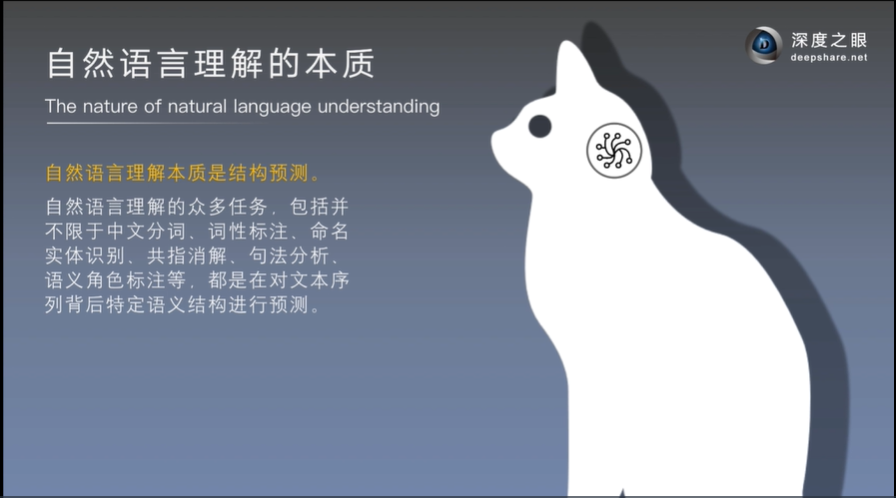 自然语言理解的本质
The nature of natural language understanding
深度之眼
deepshare.net
自然语言理解本质是结构预测。
自然语言理解的众多任务，包括并
不限于中文分词、词性标注、命名
实体识别、共指消解、句法分析、
语义角色标注等，都是在对文本序
列背后特定语义结构进行预测。